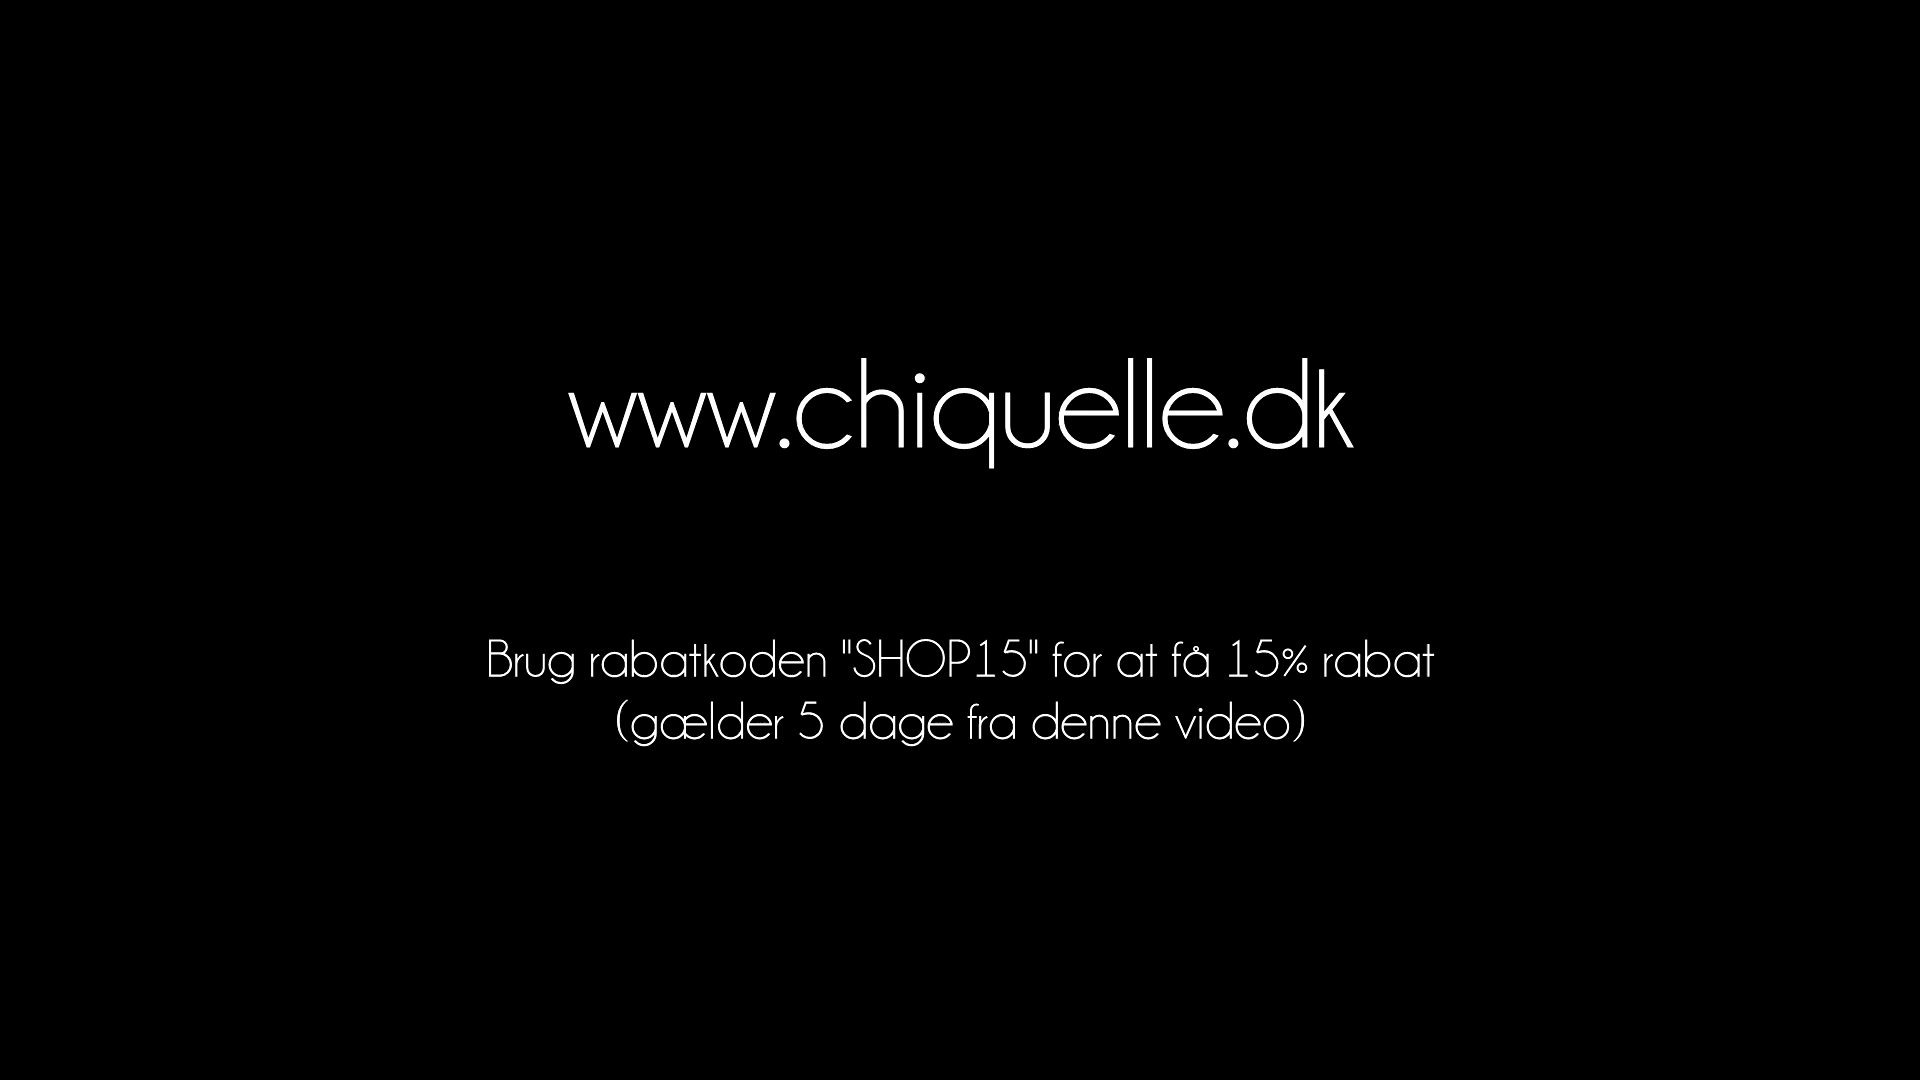 www.chiquelle.dk
Brug rabatkoden "SHOP15" for at få 15% rabat
(gælder 5 dage fra denne video)